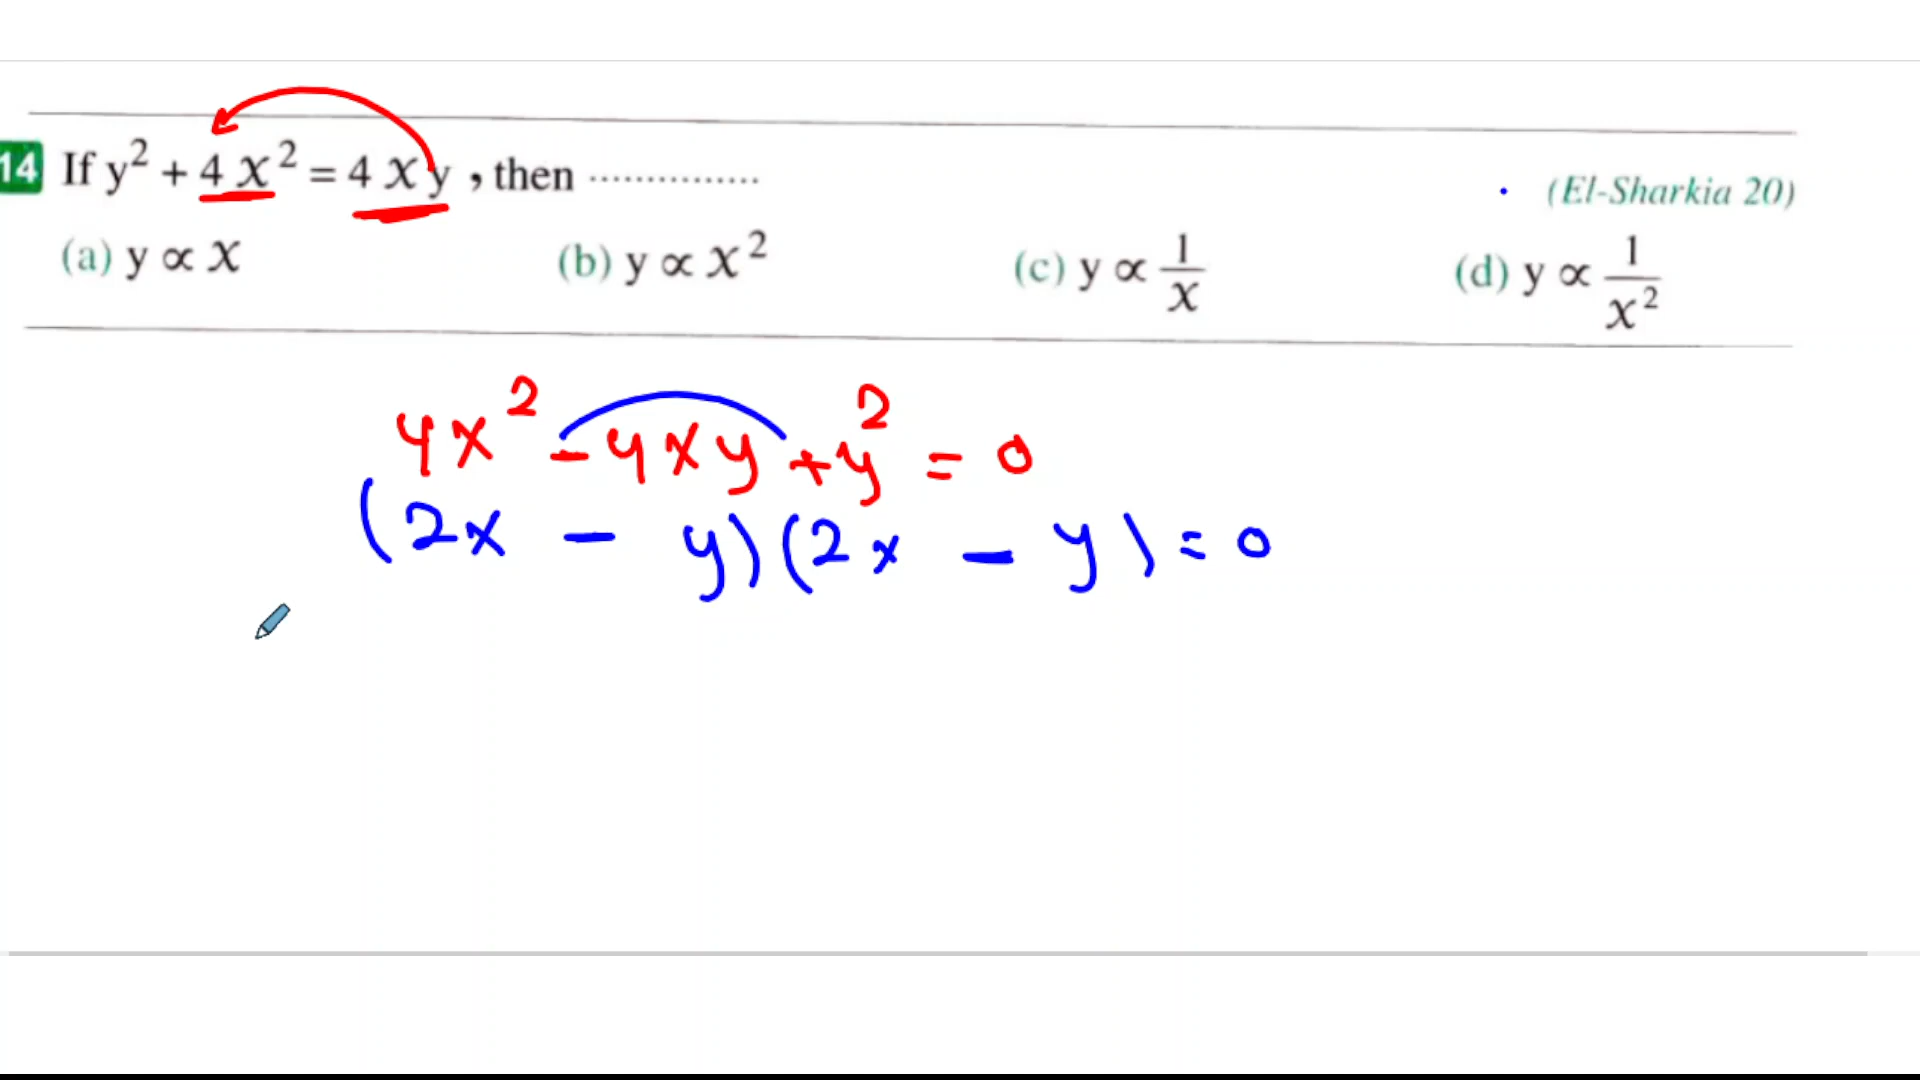 14 If y² + 4 x² = 4 x y , then ............... (El-Sharkia 20)
(a) y ∝ x (b) y ∝ x² (c) y ∝ 1/x (d) y ∝ 1/x²
4x² - 4xy + y² = 0
(2x - y)(2x - y) = 0